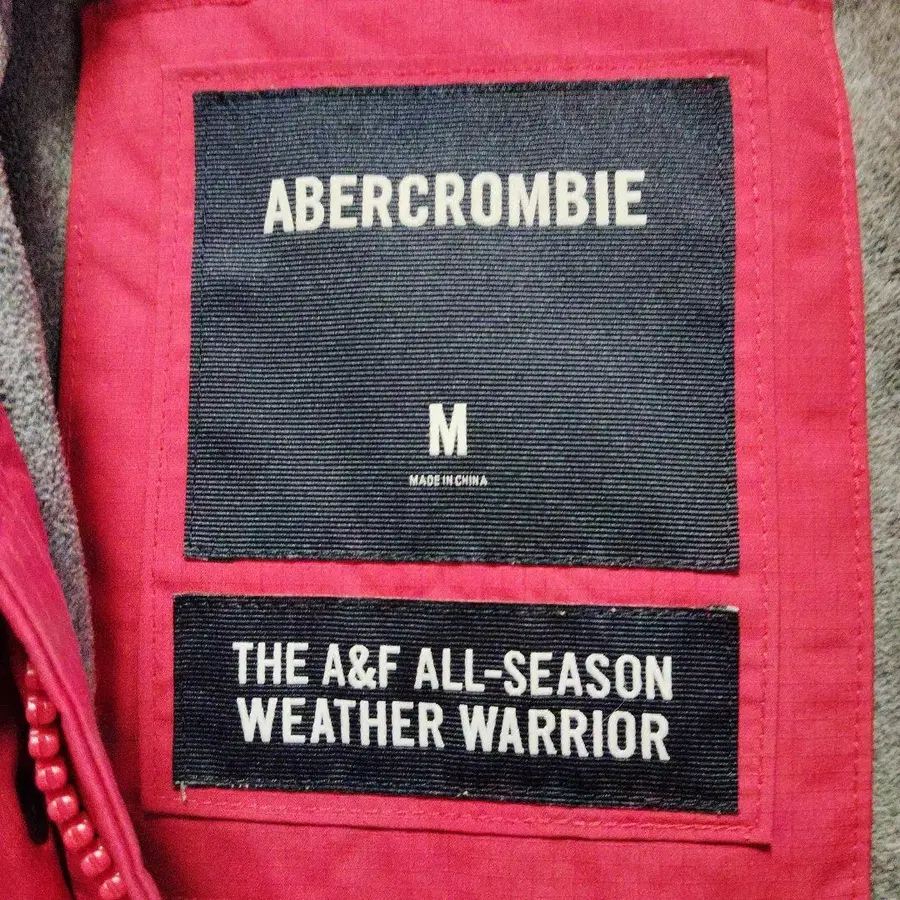 ABERCROMBIE
M
MADE IN CHINA
THE A&F ALL-SEASON
WEATHER WARRIOR